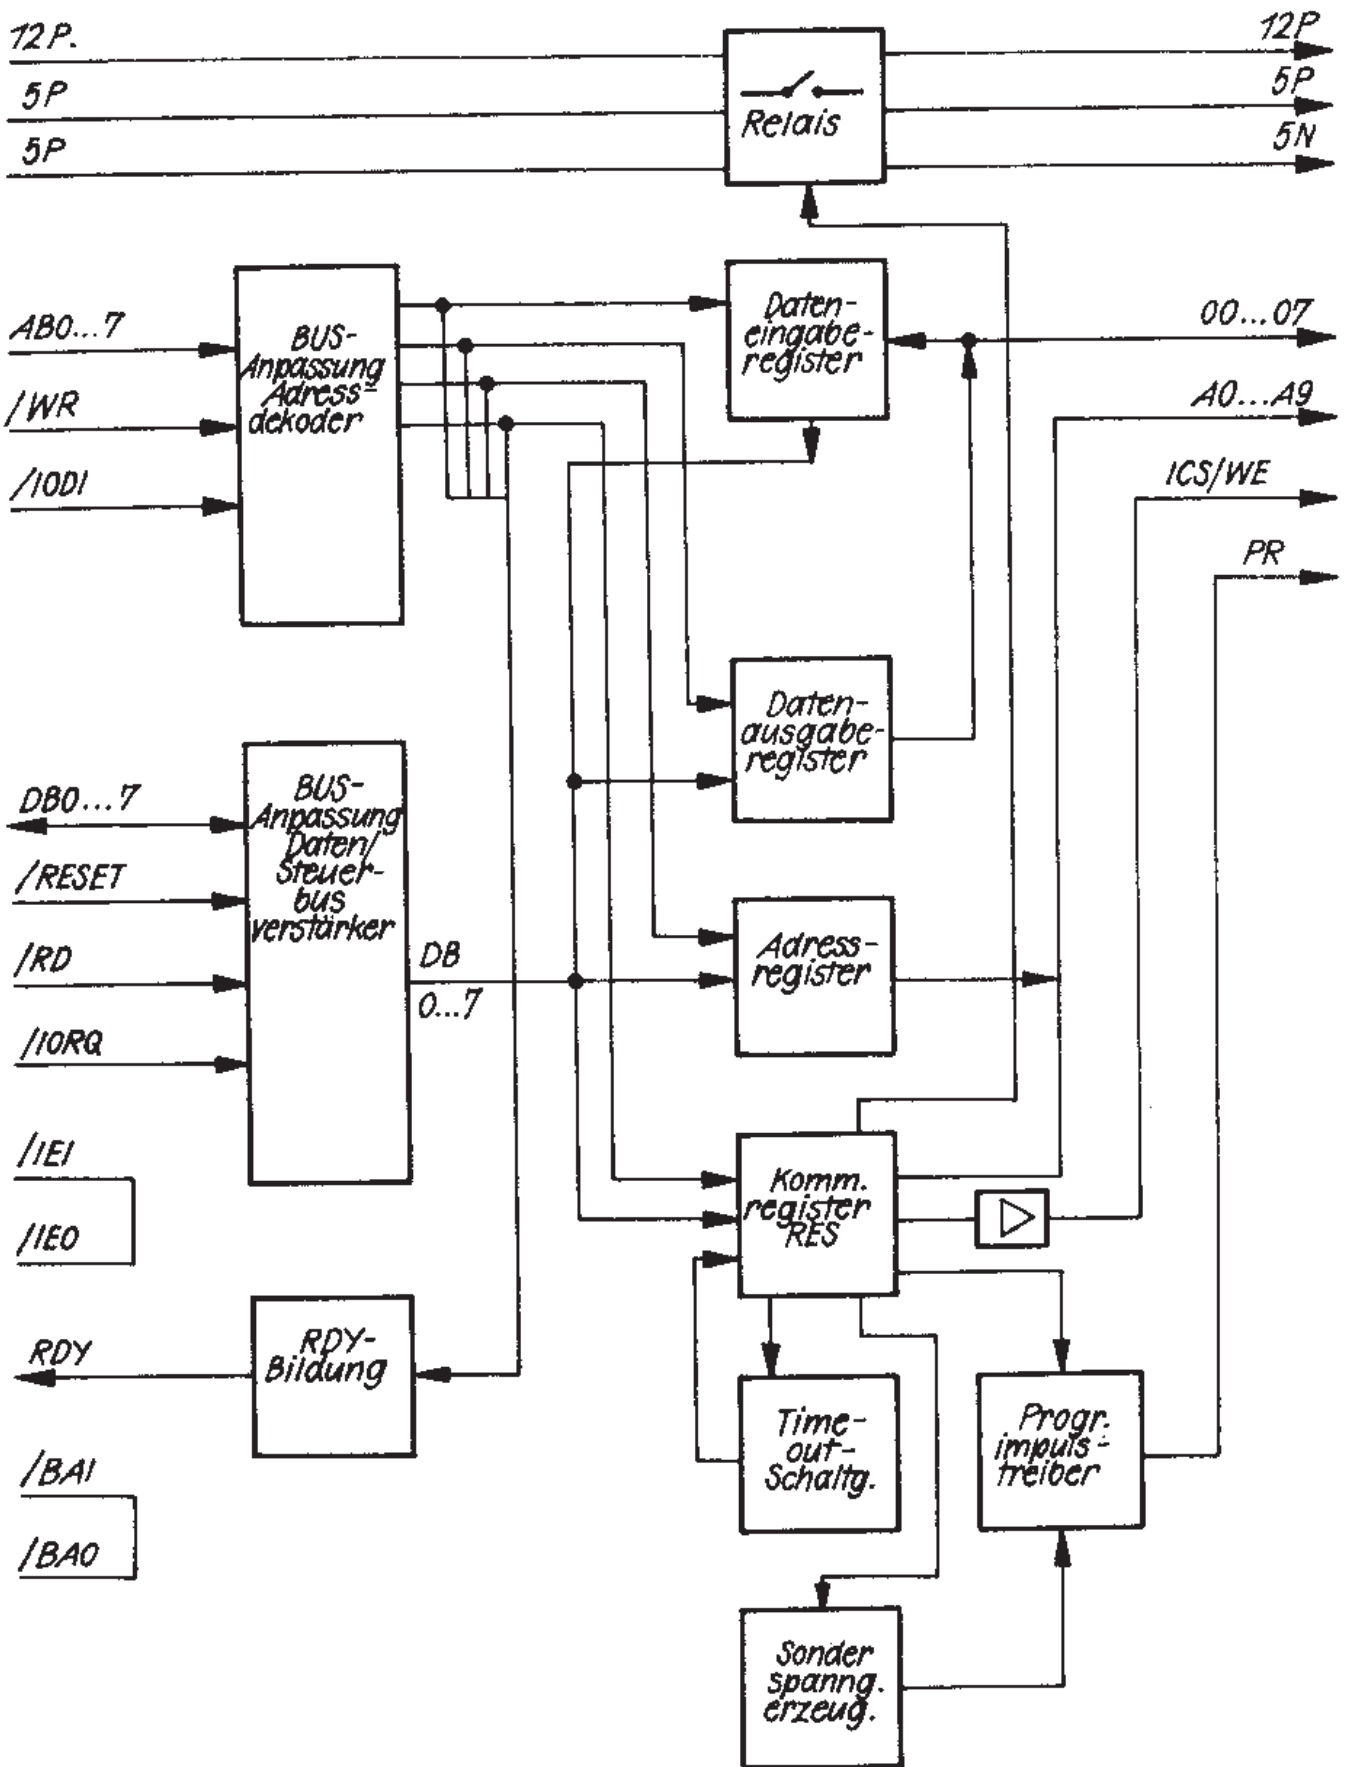 12P.
12P
5P
5P
5P
5N
Relais
AB0...7
/WR
/IODI
BUS-
Anpassung
Adress=
dekoder
Daten-
eingabe-
register
00...07
A0...A9
ICS/WE
PR
Daten-
ausgabe-
register
DB0...7
/RESET
/RD
/IORQ
BUS-
Anpassung
Daten/
Steuer-
bus
verstärker
DB
0...7
Adress-
register
/IEI
/IEO
Komm.
register
RES
RDY
RDY-
Bildung
Time-
out-
Schaltg.
Progr.
impuls=
treiber
/BAI
/BAO
Sonder
spanng.
erzeug.